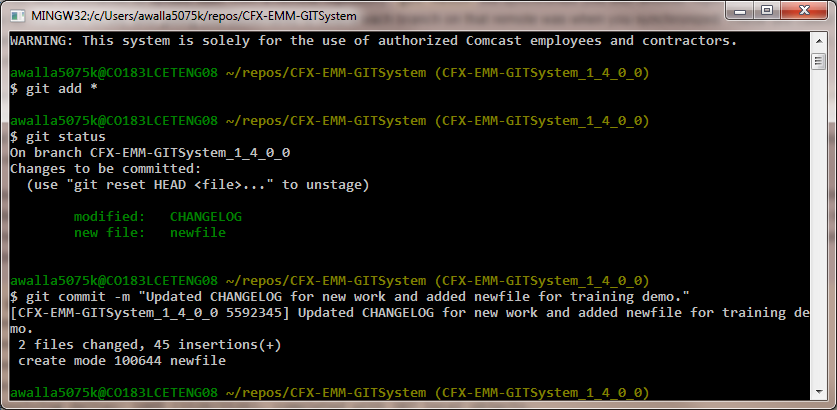 MINGW32:/c/Users/awalla5075k/repos/CFX-EMM-GITSystem
WARNING: This system is solely for the use of authorized Comcast employees and contractors.
awalla5075k@CO183LCETENG08 ~/repos/CFX-EMM-GITSystem (CFX-EMM-GITSystem_1_4_0_0)
$ git add *
awalla5075k@CO183LCETENG08 ~/repos/CFX-EMM-GITSystem (CFX-EMM-GITSystem_1_4_0_0)
$ git status
On branch CFX-EMM-GITSystem_1_4_0_0
Changes to be committed:
  (use "git reset HEAD <file>..." to unstage)
        modified:   CHANGELOG
        new file:   newfile
awalla5075k@CO183LCETENG08 ~/repos/CFX-EMM-GITSystem (CFX-EMM-GITSystem_1_4_0_0)
$ git commit -m "Updated CHANGELOG for new work and added newfile for training demo."
[CFX-EMM-GITSystem_1_4_0_0 5592345] Updated CHANGELOG for new work and added newfile for training de
mo.
 2 files changed, 45 insertions(+)
 create mode 100644 newfile
awalla5075k@CO183LCETENG08 ~/repos/CFX-EMM-GITSystem (CFX-EMM-GITSystem_1_4_0_0)